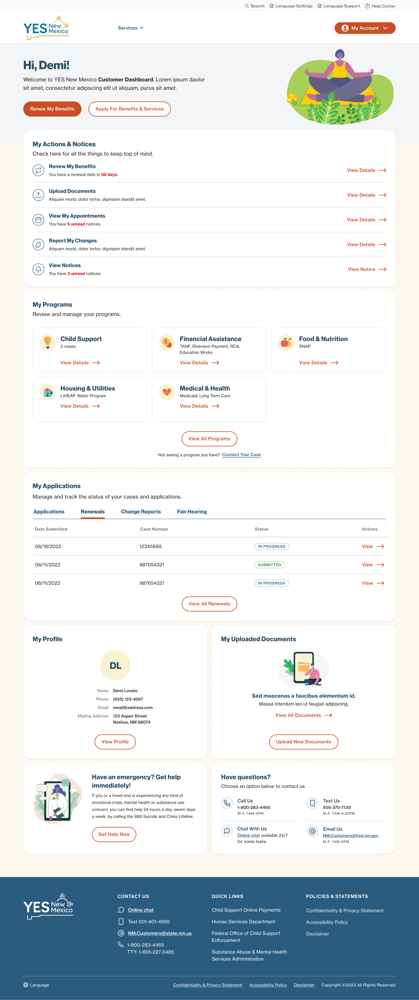 Search
Language Settings
Language Support
Help Center
YES New Mexico
Services
My Account
Hi, Demi!
Welcome to YES New Mexico Customer Dashboard. Lorem ipsum daolor
sit amet, consectetur adipiscing elit ut aliquam, purus sit amet.
Renew My Benefits
Apply For Benefits & Services
My Actions & Notices
Check here for all the things to keep top of mind.
Renew My Benefits
You have a renewal date in 30 days.
View Details
Upload Documents
Aliquam morbi, dolor tortor, dignissim blandit amet.
View Details
View My Appointments
You have 5 unread notices.
View Details
Report My Changes
Aliquam morbi, dolor tortor, dignissim blandit amet.
View Details
View Notices
You have 3 unread notices.
View Notice
My Programs
Review and manage your programs.
Child Support
2 cases
View Details
Financial Assistance
TANF, Diversion Payment, RCA,
Education Works
View Details
Food & Nutrition
SNAP
View Details
Housing & Utilities
LIHEAP, Water Program
View Details
Medical & Health
Medicaid, Long Term Care
View Details
View All Programs
Not seeing a program you have? Connect Your Case
My Applications
Manage and track the status of your cases and applications.
Applications
Renewals
Change Reports
Fair Hearing
Date Submitted
Case Number
Status
Actions
08/19/2022
12345689
IN PROGRESS
View
08/11/2022
987654321
SUBMITTED
View
08/11/2022
987654321
IN PROGRESS
View
View All Renewals
My Profile
DL
Name Demi Lovato
Phone (555) 123-4567
Email email@address.com
Mailing Address 123 Aspen Street
Nashua, NM 98074
View Profile
My Uploaded Documents
Sed maecenas a faucibus elementum id.
Massa interdum leo ut feugiat adipiscing.
View All Documents
Upload New Documents
Have an emergency? Get help
immediately!
If you or a loved one is experiencing any kind of
emotional crisis, mental health or substance use
concern, you can find help 24 hours a day, seven days
a week, by calling the 988 Suicide and Crisis Lifeline.
Get Help Now
Have questions?
Choose an option below to contact us.
Call Us
1-800-283-4465
M–F, 7AM–5PM
Text Us
505-370-7130
M–F, 7AM–6:30PM
Chat With Us
Online chat available 24/7
for some tasks.
Email Us
NM.Customers@hsd.nm.gov
M–F, 7AM–5PM
YES New Mexico
CONTACT US
Online chat
Text 601-401-4995
NM.Customers@state.nm.us
1-800-283-4465
TTY: 1-855-227-5485
QUICK LINKS
Child Support Online Payments
Human Services Department
Federal Office of Child Support
Enforcement
Substance Abuse & Mental Health
Services Administration
POLICIES & STATEMENTS
Confidentiality & Privacy Statement
Accessibility Policy
Disclaimer
Language
Confidentiality & Privacy Statement
Accessibility Policy
Disclaimer
Copyright ©2023 All Rights Reserved